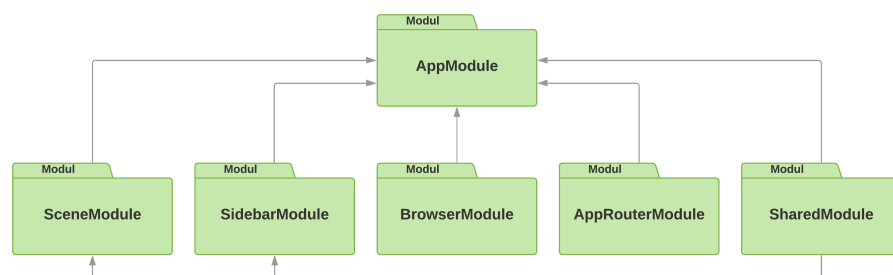 Modul
AppModule
Modul
SceneModule
Modul
SidebarModule
Modul
BrowserModule
Modul
AppRouterModule
Modul
SharedModule